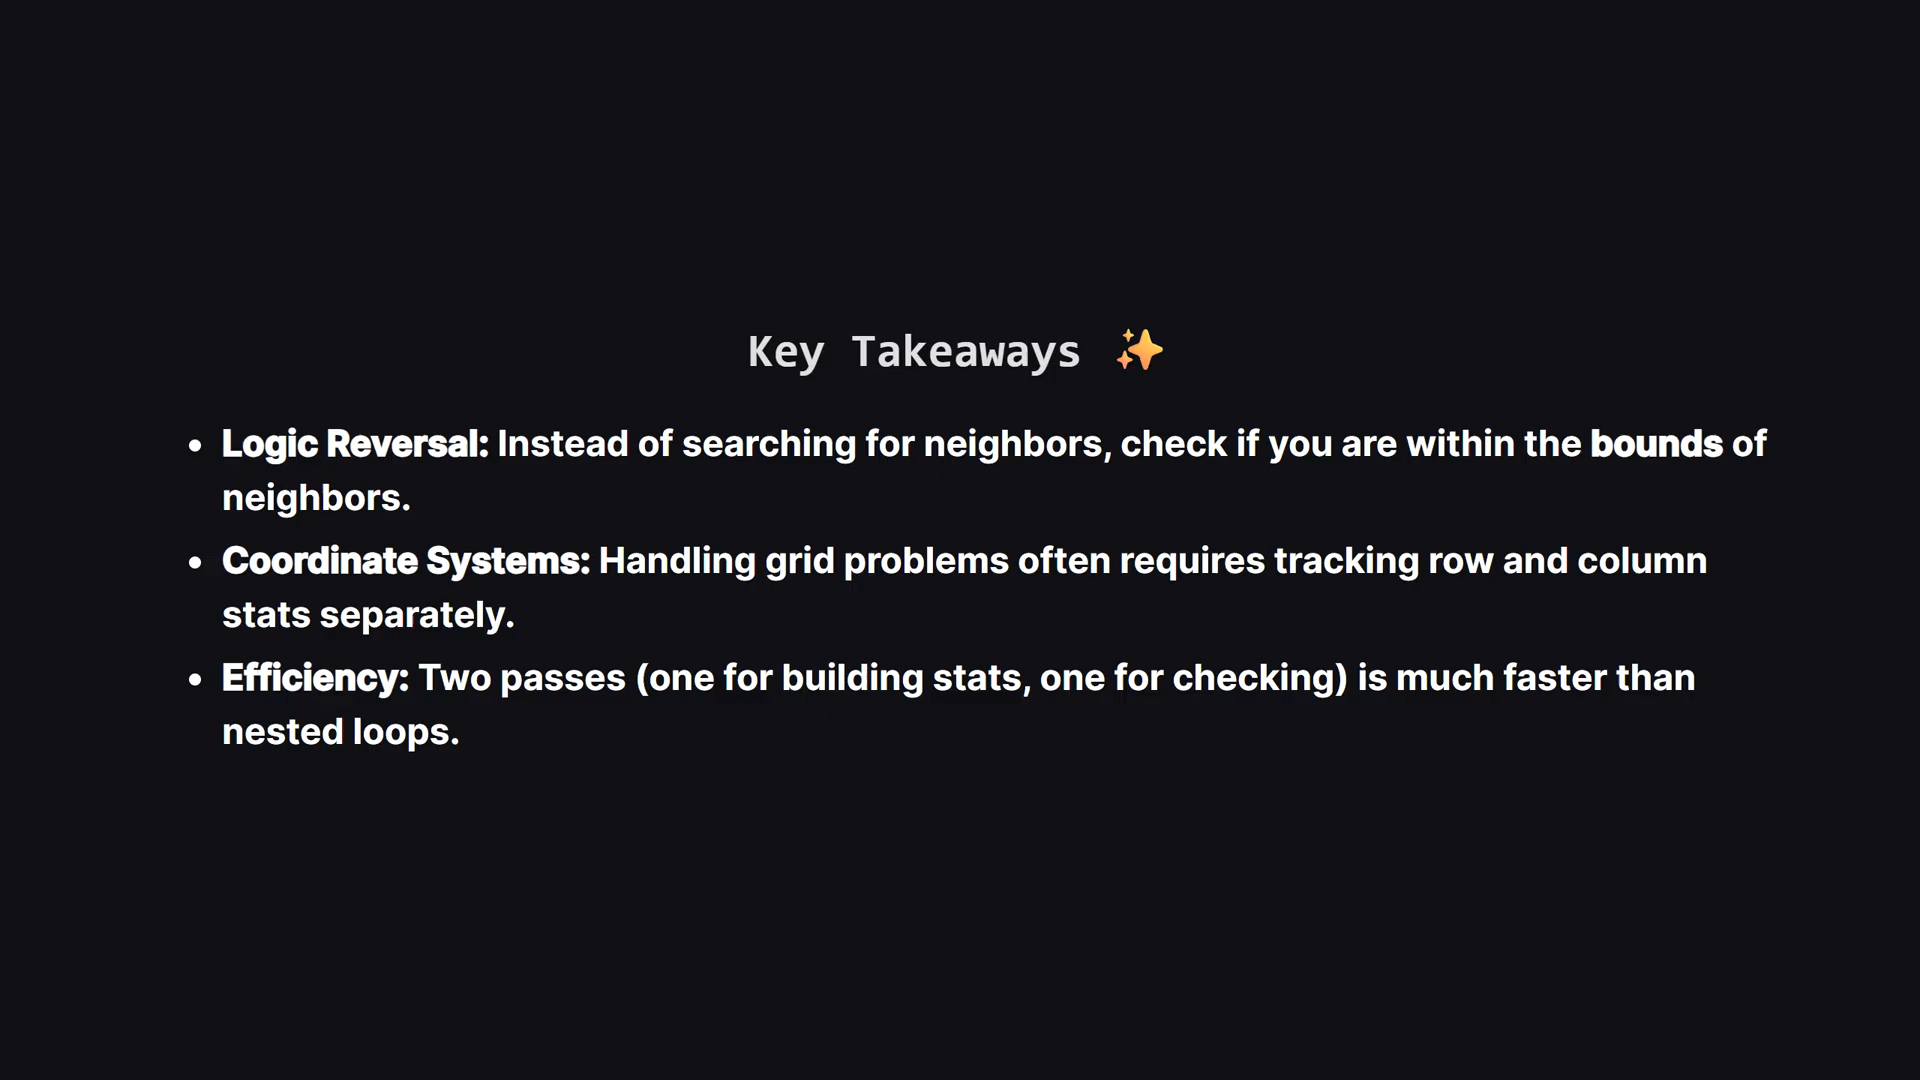 Key Takeaways ✨
• Logic Reversal: Instead of searching for neighbors, check if you are within the bounds of
neighbors.
• Coordinate Systems: Handling grid problems often requires tracking row and column
stats separately.
• Efficiency: Two passes (one for building stats, one for checking) is much faster than
nested loops.